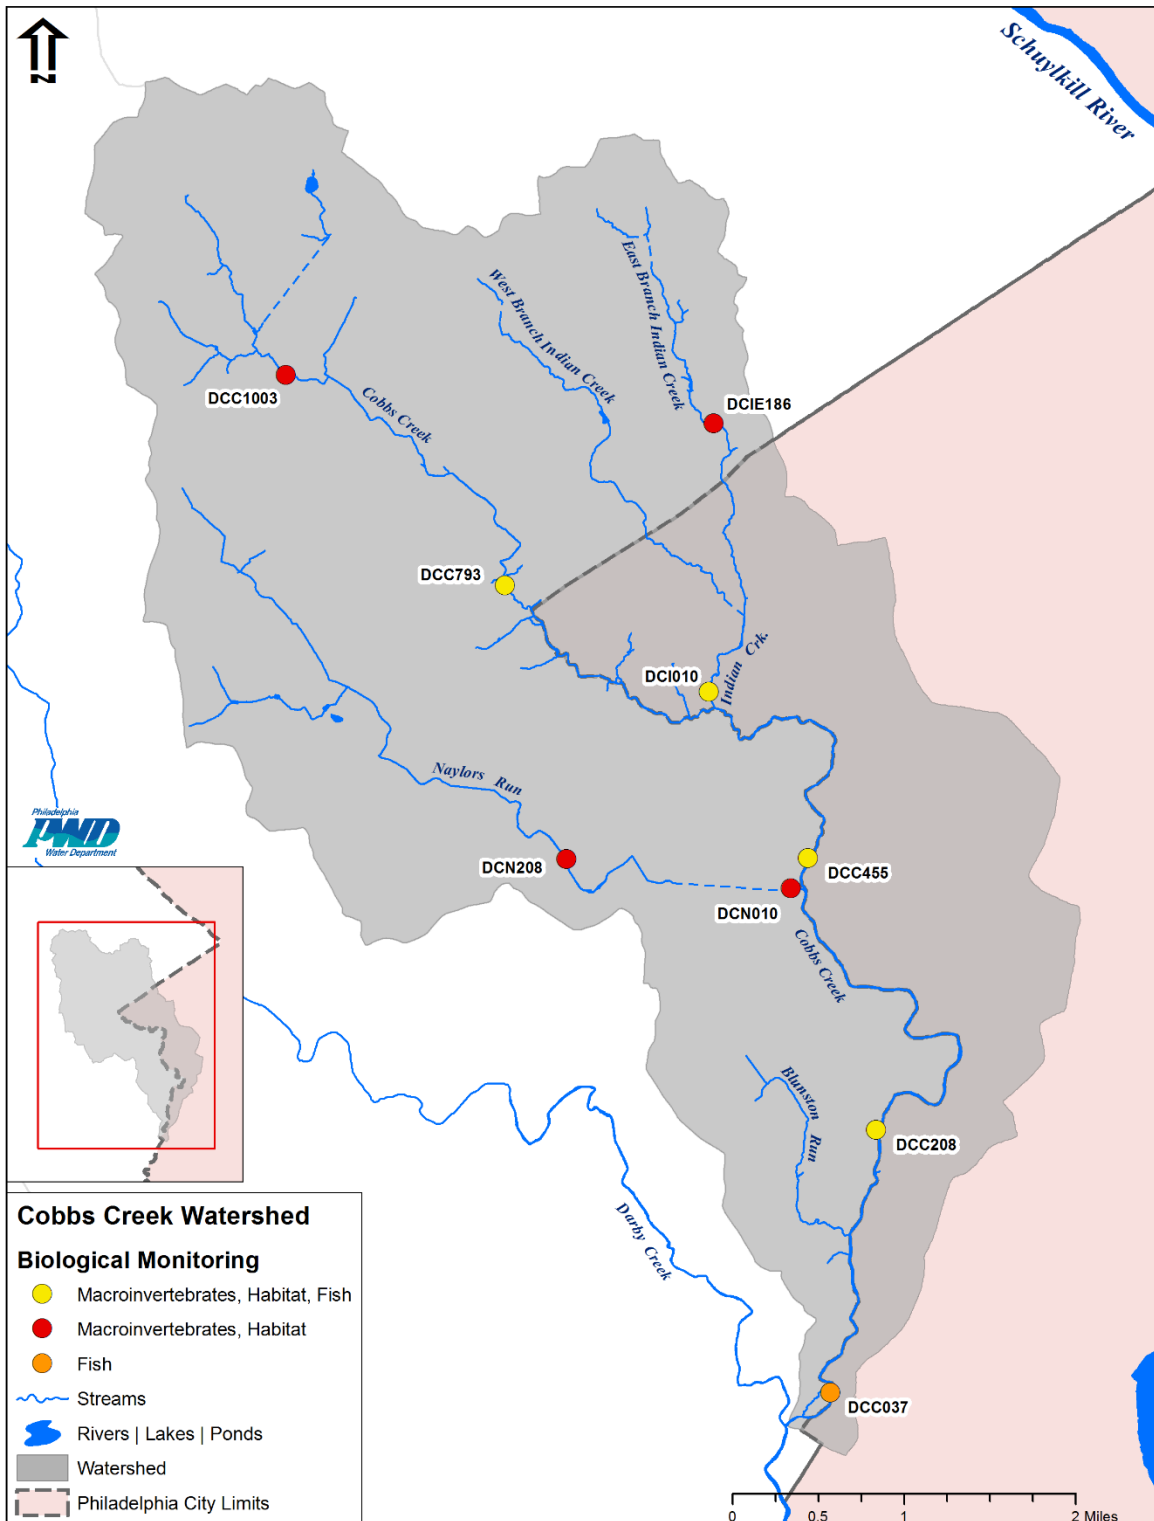 N
Schuylkill River
East Branch Indian Creek
West Branch Indian Creek
DCC1003
Cobbs Creek
DCIE186
DCC793
DCI010
Indian Crk.
Naylors Run
Philadelphia
PWD
Water Department
DCN208
DCC455
DCN010
Cobbs Creek
Blunston Run
DCC208
Darby Creek
DCC037
Cobbs Creek Watershed
Biological Monitoring
Macroinvertebrates, Habitat, Fish
Macroinvertebrates, Habitat
Fish
Streams
Rivers | Lakes | Ponds
Watershed
Philadelphia City Limits
0 0.5 1 2 Miles